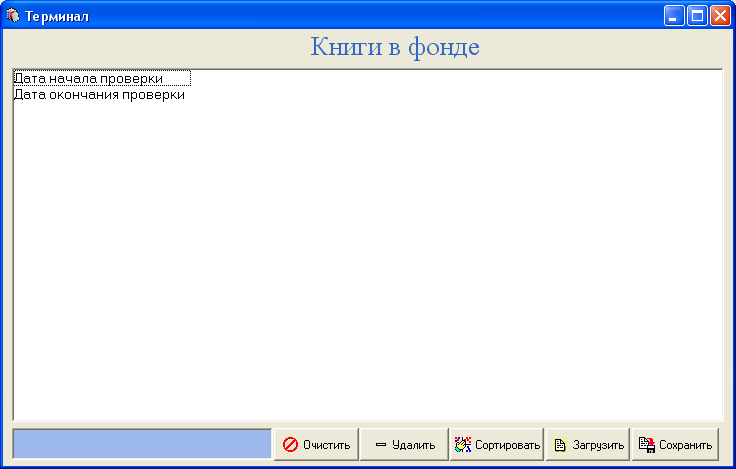 Терминал
Книги в фонде
Дата начала проверки
Дата окончания проверки
Очистить
Удалить
Сортировать
Загрузить
Сохранить